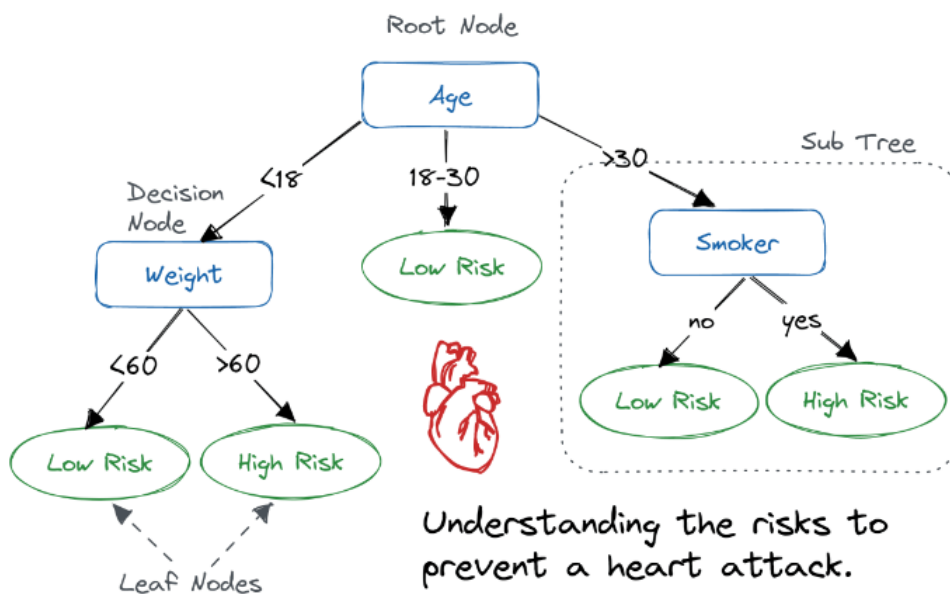 Root Node
Age
Sub Tree
<18
18-30
>30
Decision
Node
Weight
Low Risk
Smoker
<60
>60
no
yes
Low Risk
High Risk
Low Risk
High Risk
Leaf Nodes
Understanding the risks to
prevent a heart attack.